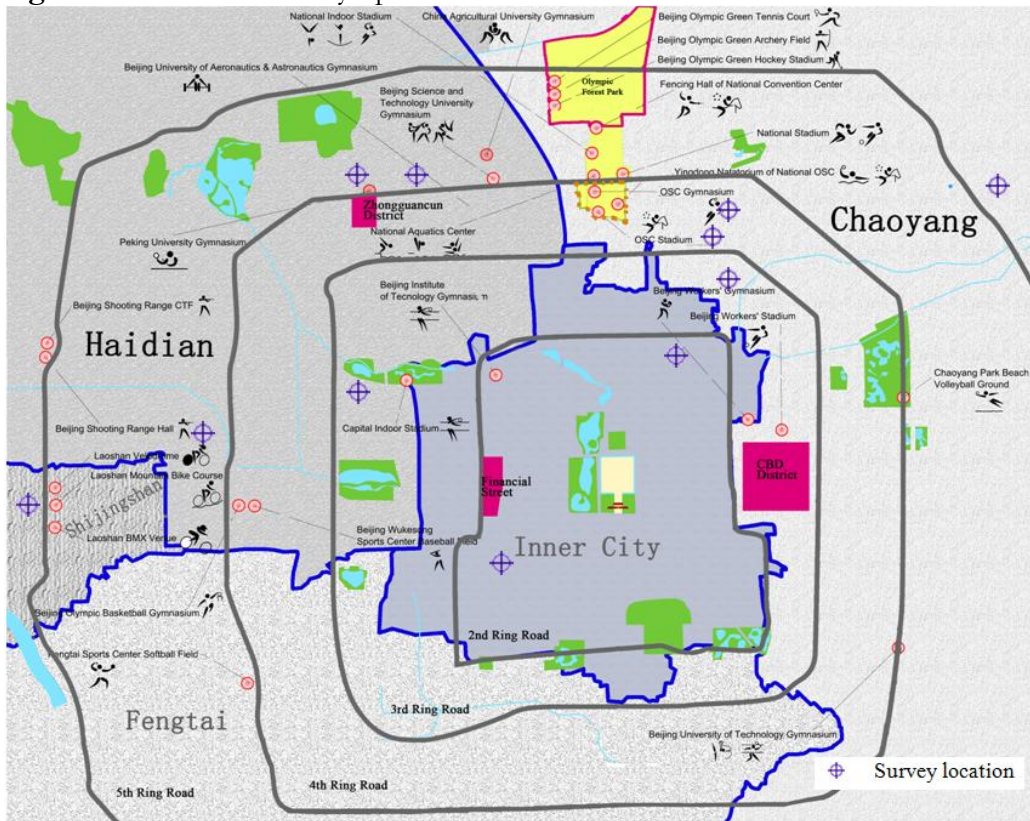 National Indoor Stadium
China Agricultural University Gymnasium
Beijing Olympic Green Tennis Court
Beijing Olympic Green Archery Field
Beijing Olympic Green Hockey Stadium
Beijing University of Aeronautics & Astronautics Gymnasium
Olympic
Forest Park
Fencing Hall of National Convention Center
Beijing Science and
Technology University
Gymnasium
National Stadium
Yingdong Natatorium of National OSC
Zhongguancun
District
OSC Gymnasium
Chaoyang
National Aquatics Center
Peking University Gymnasium
OSC Stadium
Beijing Institute
of Tecnology Gymnasium
Beijing Workers' Gymnasium
Beijing Shooting Range CTF
Beijing Workers' Stadium
Haidian
Chaoyang Park Beach
Volleyball Ground
Beijing Shooting Range Hall
Capital Indoor Stadium
Laoshan Velodrome
Laoshan Mountain Bike Course
Shijingshan
Financial
Street
CBD
District
Laoshan BMX Venue
Beijing Wukesong
Sports Center Baseball Field
Inner City
Beijing Olympic Basketball Gymnasium
2nd Ring Road
Fengtai Sports Center Softball Field
3rd Ring Road
Fengtai
Beijing University of Technology Gymnasium
Survey location
4th Ring Road
5th Ring Road